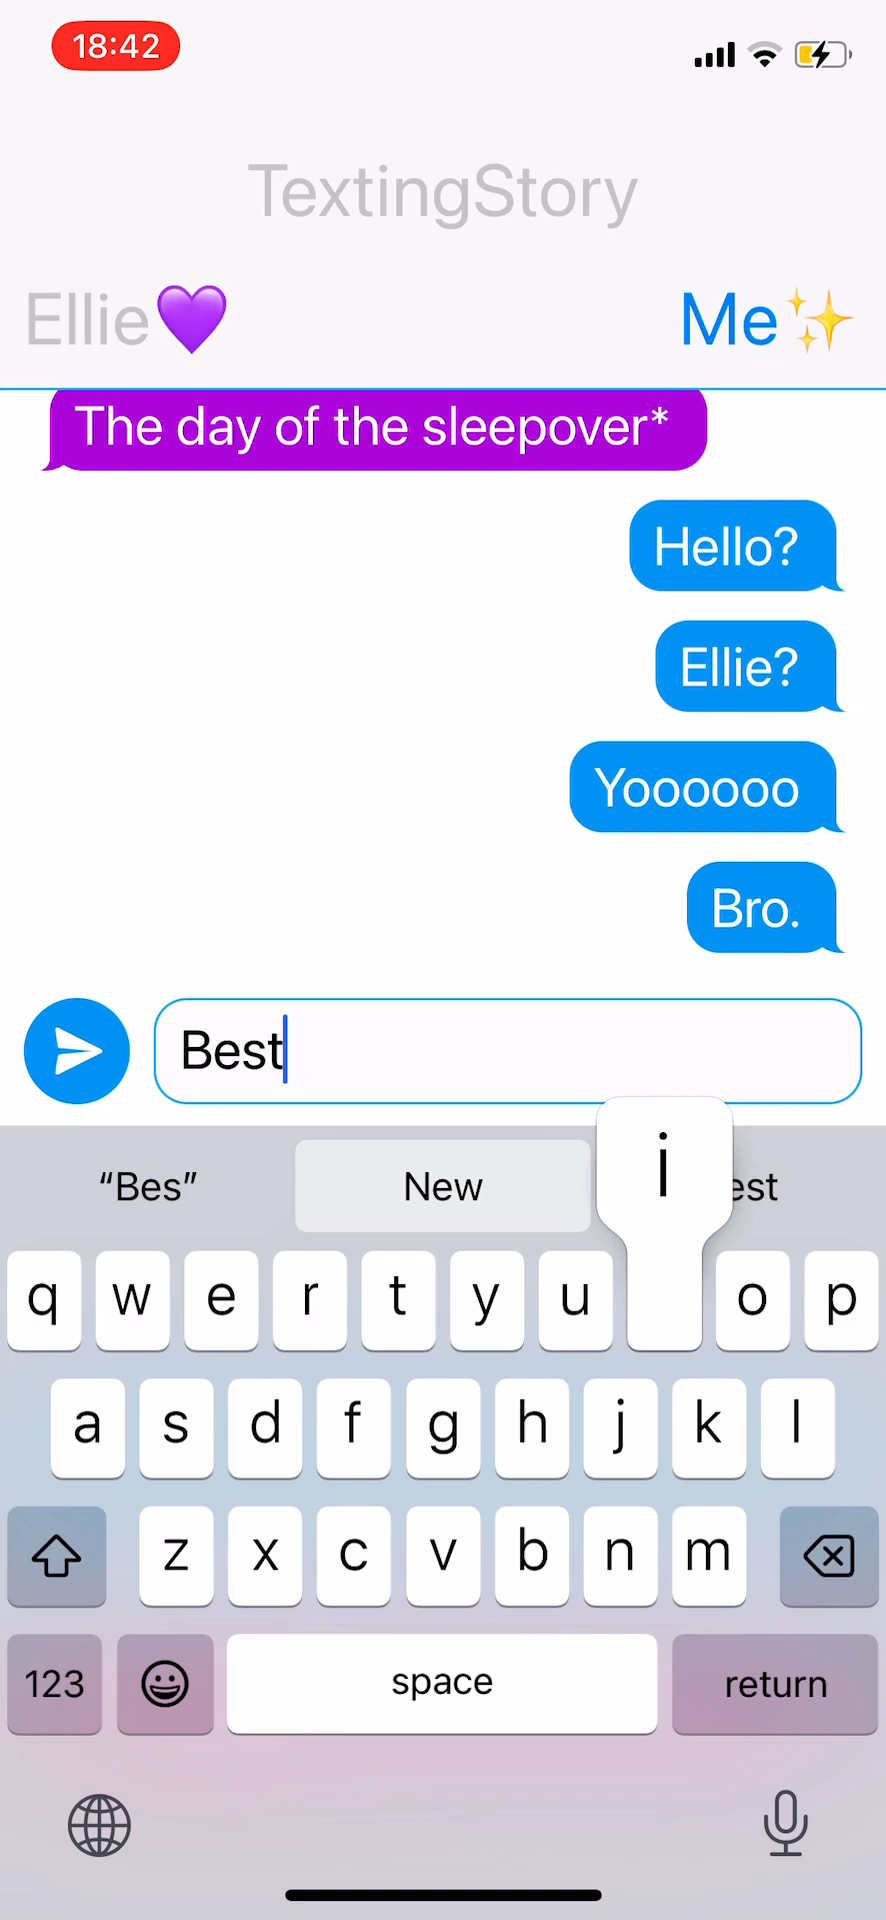 18:42
TextingStory
Ellie💜 Me✨
The day of the sleepover*
Hello?
Ellie?
Yoooooo
Bro.
Best
“Bes” New est
i
q w e r t y u o p
a s d f g h j k l
z x c v b n m
123 space return